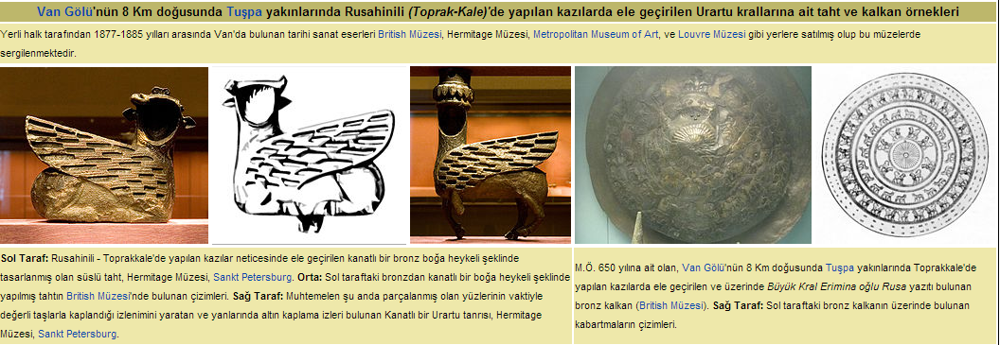 Van Gölü'nün 8 Km doğusunda Tuşpa yakınlarında Rusahinili (Toprak-Kale)'de yapılan kazılarda ele geçirilen Urartu krallarına ait taht ve kalkan örnekleri
Yerli halk tarafından 1877-1885 yılları arasında Van'da bulunan tarihi sanat eserleri British Müzesi, Hermitage Müzesi, Metropolitan Museum of Art, ve Louvre Müzesi gibi yerlere satılmış olup bu müzelerde
sergilenmektedir.
Sol Taraf: Rusahinili - Toprakkale'de yapılan kazılar neticesinde ele geçirilen kanatlı bir bronz boğa heykeli şeklinde
tasarlanmış olan süslü taht, Hermitage Müzesi, Sankt Petersburg. Orta: Sol taraftaki bronzdan kanatlı bir boğa heykeli şeklinde
yapılmış tahtın British Müzesi'nde bulunan çizimleri. Sağ Taraf: Muhtemelen şu anda parçalanmış olan yüzlerinin vaktiyle
değerli taşlarla kaplandığı izlenimini yaratan ve yanlarında altın kaplama izleri bulunan Kanatlı bir Urartu tanrısı, Hermitage
Müzesi, Sankt Petersburg.
M.Ö. 650 yılına ait olan, Van Gölü'nün 8 Km doğusunda Tuşpa yakınlarında Toprakkale'de
yapılan kazılarda ele geçirilen ve üzerinde Büyük Kral Erimina oğlu Rusa yazıtı bulunan
bronz kalkan (British Müzesi). Sağ Taraf: Sol taraftaki bronz kalkanın üzerinde bulunan
kabartmaların çizimleri.